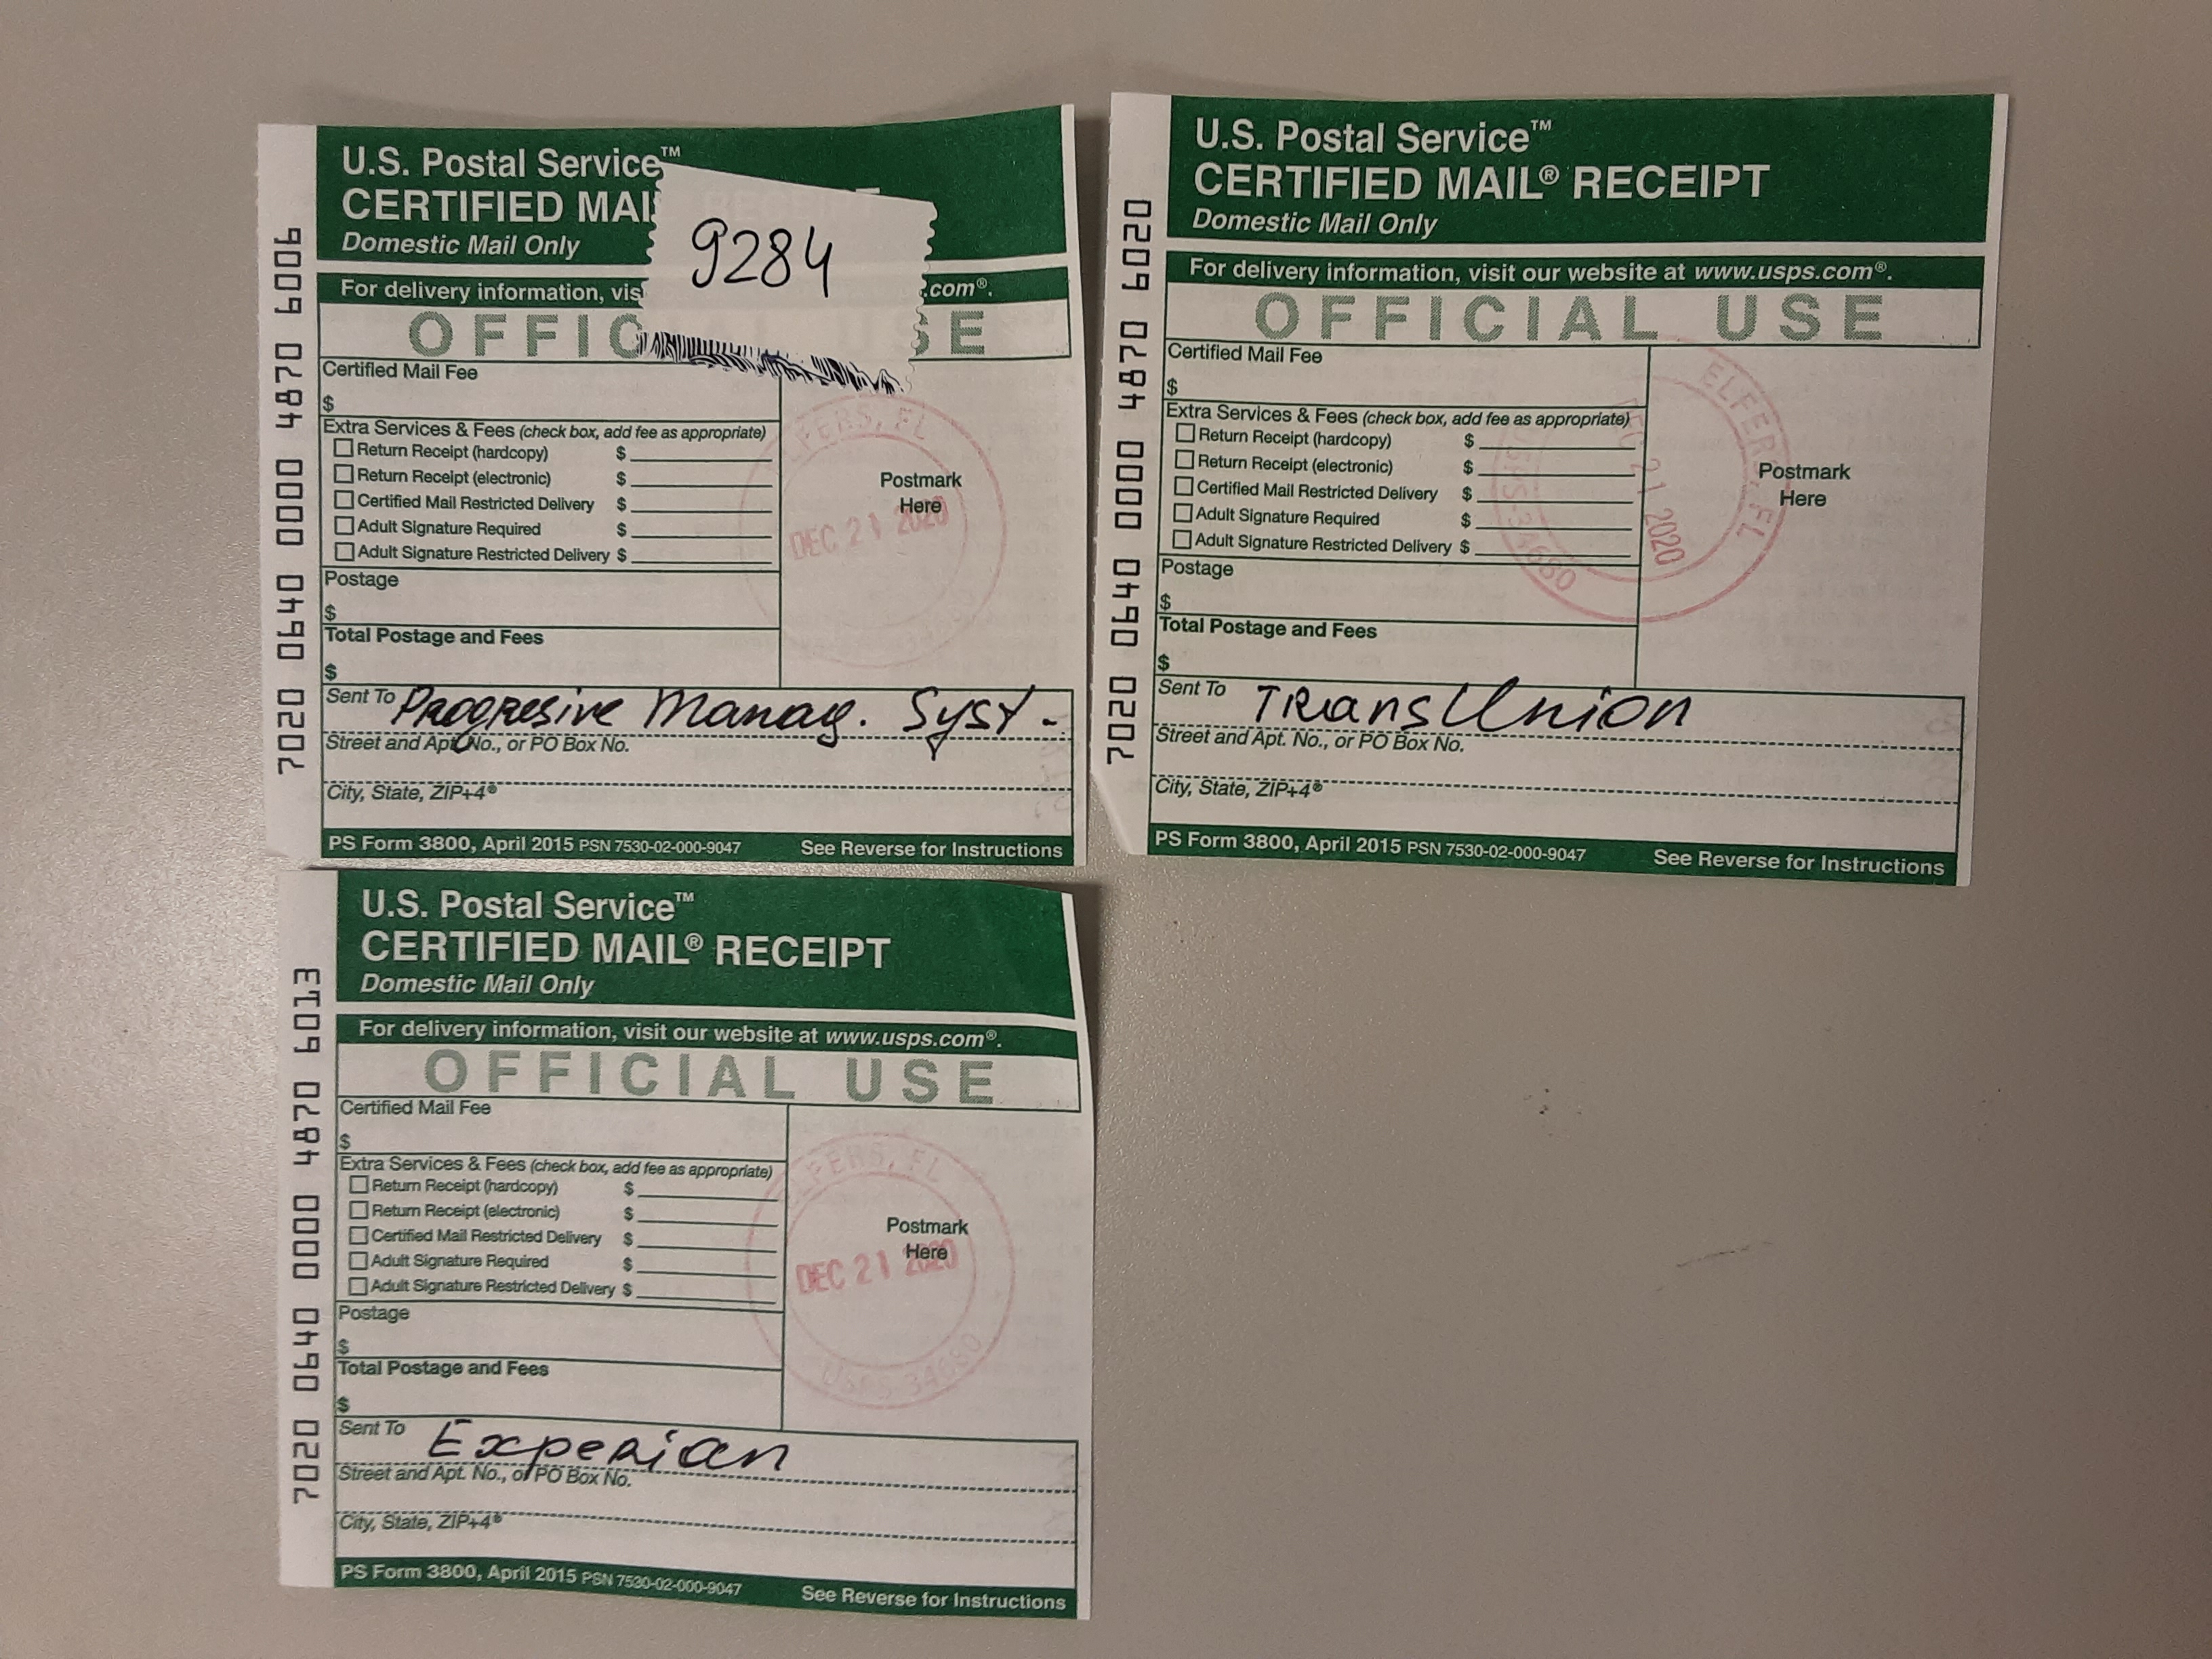 7020 0640 0000 4870 6006
U.S. Postal Service™
CERTIFIED MAI
Domestic Mail Only
For delivery information, vis .com®.
OFFIC SE
9284
Certified Mail Fee
$
Extra Services & Fees (check box, add fee as appropriate)
Return Receipt (hardcopy) $
Return Receipt (electronic) $
Certified Mail Restricted Delivery $
Adult Signature Required $
Adult Signature Restricted Delivery $
Postmark
Here
DEC 21 2020
FERS, FL
Postage
$
Total Postage and Fees
$
Sent To Progresive Manag. Syst-
Street and Apt. No., or PO Box No.
City, State, ZIP+4®
PS Form 3800, April 2015 PSN 7530-02-000-9047 See Reverse for Instructions
7020 0640 0000 4870 6020
U.S. Postal Service™
CERTIFIED MAIL® RECEIPT
Domestic Mail Only
For delivery information, visit our website at www.usps.com®.
OFFICIAL USE
Certified Mail Fee
$
Extra Services & Fees (check box, add fee as appropriate)
Return Receipt (hardcopy) $
Return Receipt (electronic) $
Certified Mail Restricted Delivery $
Adult Signature Required $
Adult Signature Restricted Delivery $
Postmark
Here
ELFERS, FL
DEC 21 2020
USPS-34680
Postage
$
Total Postage and Fees
$
Sent To TransUnion
Street and Apt. No., or PO Box No.
City, State, ZIP+4®
PS Form 3800, April 2015 PSN 7530-02-000-9047 See Reverse for Instructions
7020 0640 0000 4870 6013
U.S. Postal Service™
CERTIFIED MAIL® RECEIPT
Domestic Mail Only
For delivery information, visit our website at www.usps.com®.
OFFICIAL USE
Certified Mail Fee
$
Extra Services & Fees (check box, add fee as appropriate)
Return Receipt (hardcopy) $
Return Receipt (electronic) $
Certified Mail Restricted Delivery $
Adult Signature Required $
Adult Signature Restricted Delivery $
Postmark
Here
FERS, FL
DEC 21 2020
Postage
$
Total Postage and Fees
$
Sent To Experian
Street and Apt. No., or PO Box No.
City, State, ZIP+4®
PS Form 3800, April 2015 PSN 7530-02-000-9047 See Reverse for Instructions